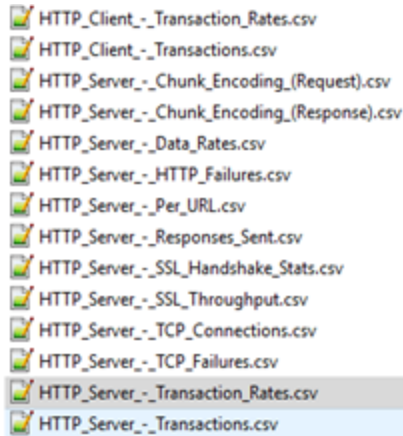 HTTP_Client_-_Transaction_Rates.csv
HTTP_Client_-_Transactions.csv
HTTP_Server_-_Chunk_Encoding_(Request).csv
HTTP_Server_-_Chunk_Encoding_(Response).csv
HTTP_Server_-_Data_Rates.csv
HTTP_Server_-_HTTP_Failures.csv
HTTP_Server_-_Per_URL.csv
HTTP_Server_-_Responses_Sent.csv
HTTP_Server_-_SSL_Handshake_Stats.csv
HTTP_Server_-_SSL_Throughput.csv
HTTP_Server_-_TCP_Connections.csv
HTTP_Server_-_TCP_Failures.csv
HTTP_Server_-_Transaction_Rates.csv
HTTP_Server_-_Transactions.csv